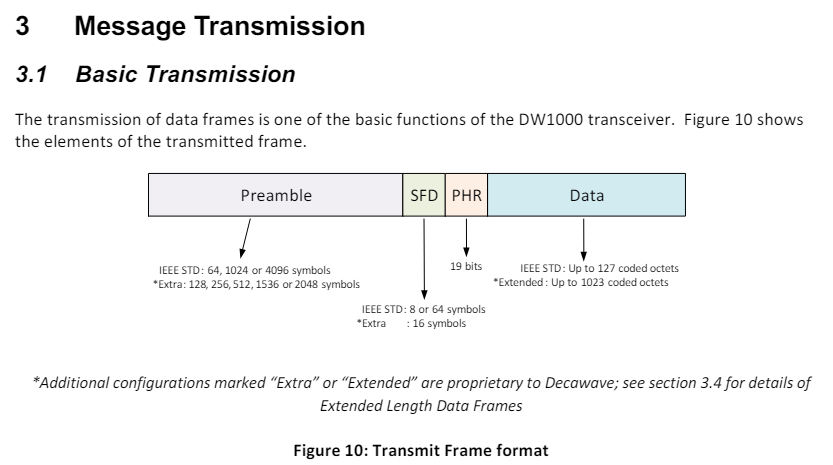 3 Message Transmission
3.1 Basic Transmission
The transmission of data frames is one of the basic functions of the DW1000 transceiver. Figure 10 shows
the elements of the transmitted frame.
Preamble SFD PHR Data
IEEE STD: 64, 1024 or 4096 symbols
*Extra: 128, 256, 512, 1536 or 2048 symbols
IEEE STD: 8 or 64 symbols
*Extra : 16 symbols
19 bits
IEEE STD: Up to 127 coded octets
*Extended: Up to 1023 coded octets
*Additional configurations marked “Extra” or “Extended” are proprietary to Decawave; see section 3.4 for details of
Extended Length Data Frames
Figure 10: Transmit Frame format